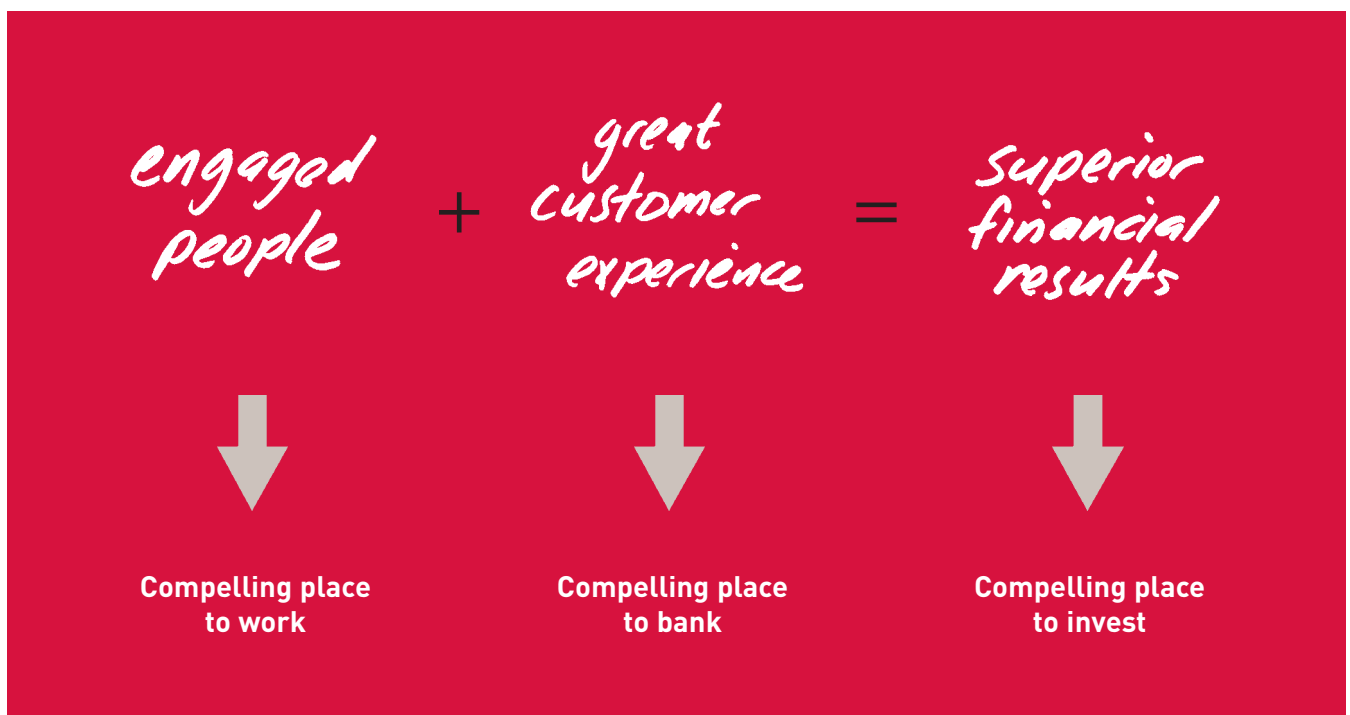 engaged
people
+
great
customer
experience
=
superior
financial
results
Compelling place
to work
Compelling place
to bank
Compelling place
to invest